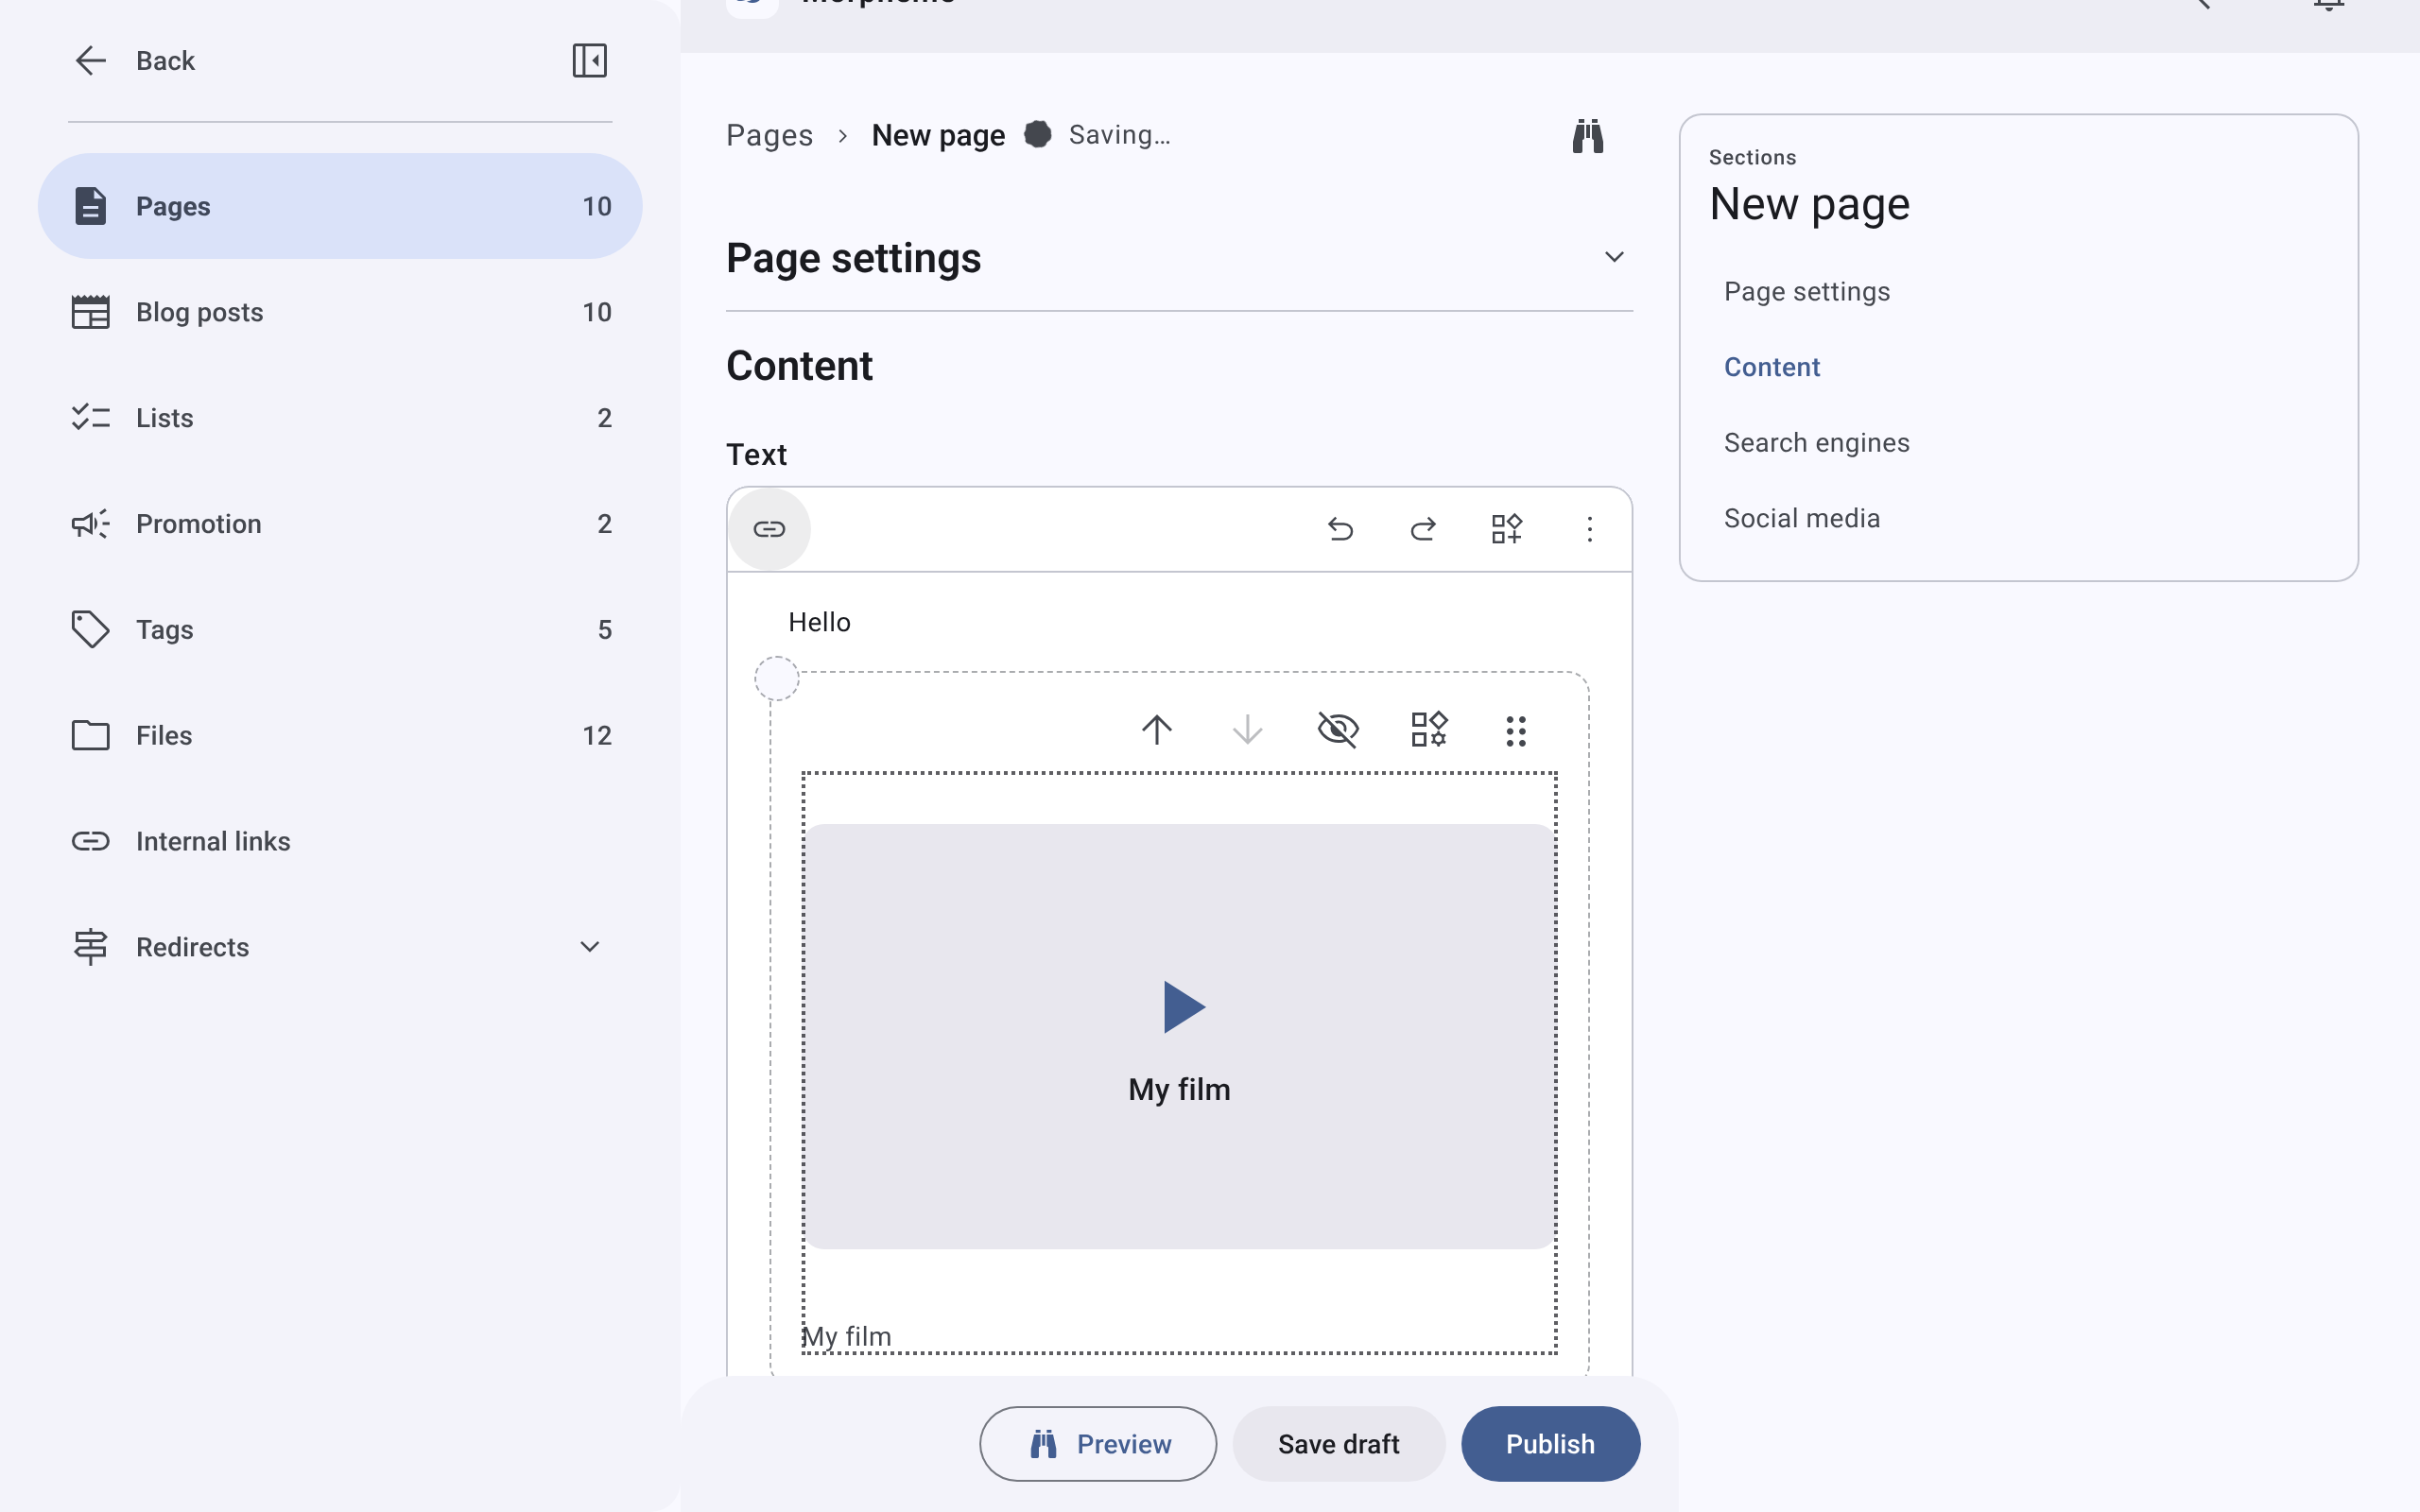 Back
Pages 10
Blog posts 10
Lists 2
Promotion 2
Tags 5
Files 12
Internal links
Redirects
Pages › New page Saving...
Page settings
Content
Text
Hello
My film
My film
Preview
Save draft
Publish
Sections
New page
Page settings
Content
Search engines
Social media